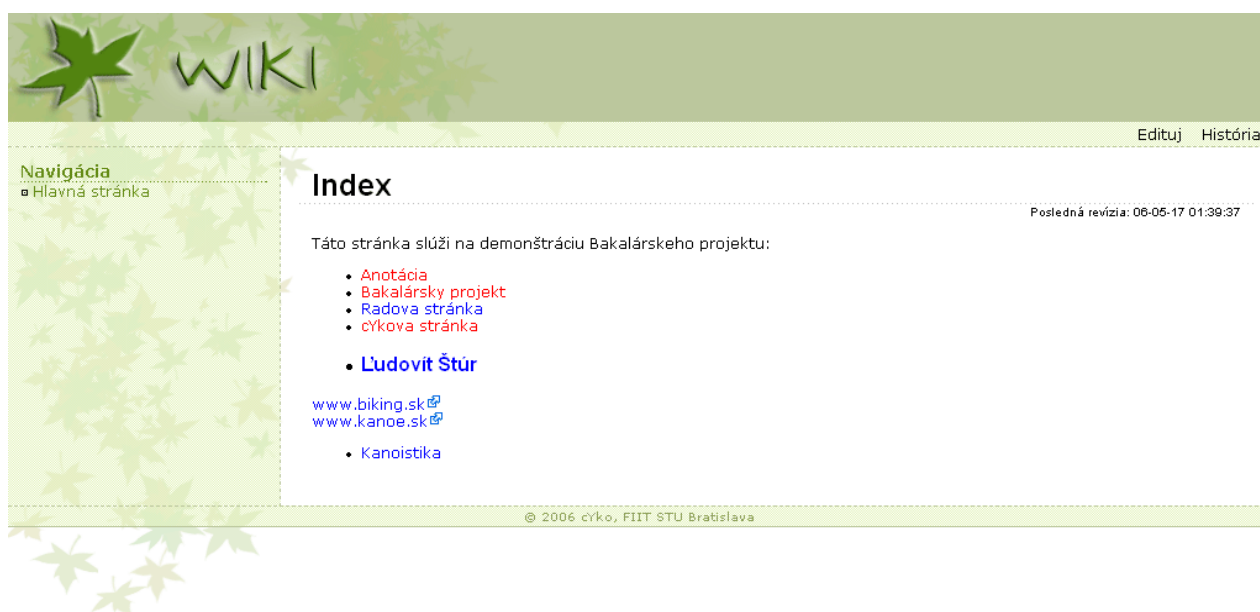 WIKI
Edituj História
Navigácia
Hlavná stránka
Index
Posledná revízia: 06-05-17 01:39:37
Táto stránka slúži na demonštráciu Bakalárskeho projektu:
Anotácia
Bakalársky projekt
Radova stránka
cYkova stránka
Ľudovít Štúr
www.biking.sk
www.kanoe.sk
Kanoistika
© 2006 cYko, FIIT STU Bratislava